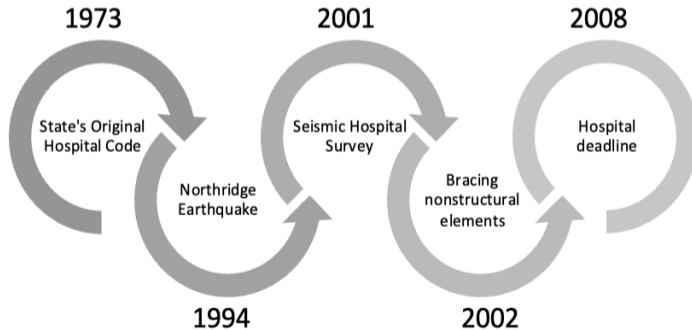 1973
State's Original
Hospital Code
Northridge
Earthquake
1994
2001
Seismic Hospital
Survey
Bracing
nonstructural
elements
2002
2008
Hospital
deadline